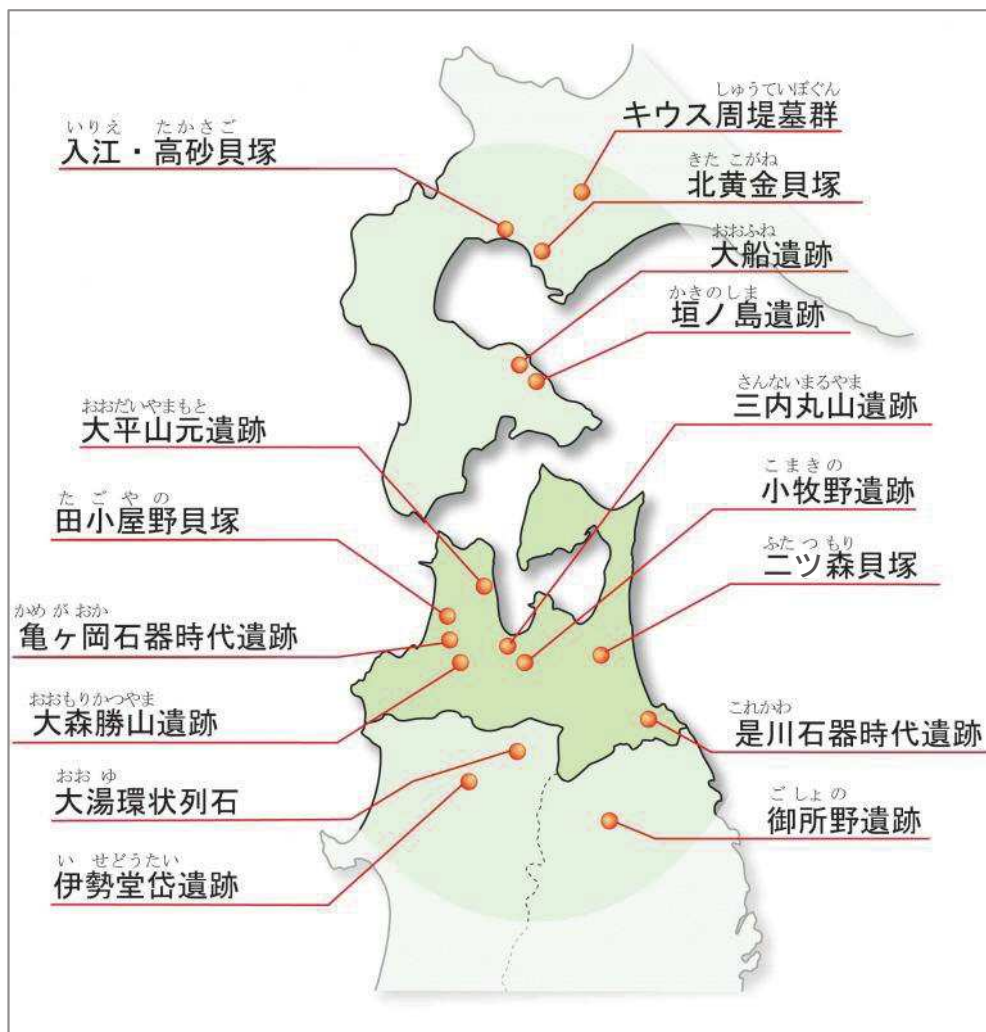 しゅうていぼぐん
キウス周堤墓群
いりえ たかさご
入江・高砂貝塚
きた こがね
北黄金貝塚
おおふね
大船遺跡
かきのしま
垣ノ島遺跡
さんないまるやま
三内丸山遺跡
おおだいやまもと
大平山元遺跡
こまきの
小牧野遺跡
たごやの
田小屋野貝塚
ふたつもり
二ツ森貝塚
かめがおか
亀ヶ岡石器時代遺跡
おおもりかつやま
大森勝山遺跡
これかわ
是川石器時代遺跡
おおゆ
大湯環状列石
ごしょの
御所野遺跡
いせどうたい
伊勢堂岱遺跡